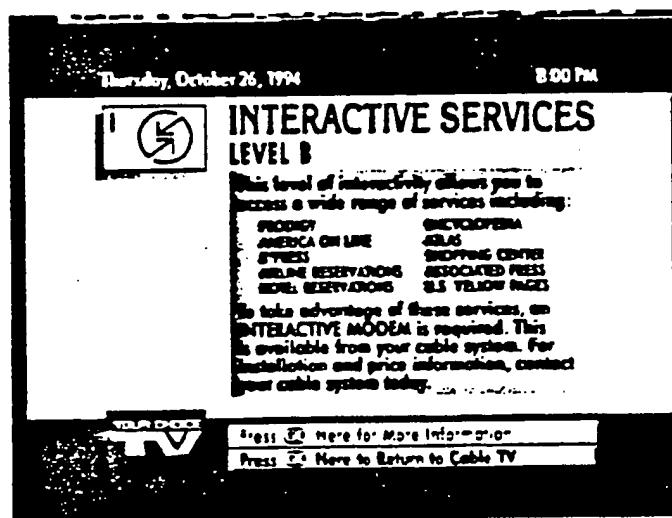 Thursday, October 26, 1994
8:00 PM
INTERACTIVE SERVICES
LEVEL B
This level of interactivity allows you to
access a wide range of services including:
PRODIGY
AMERICA ON LINE
X*PRESS
AIRLINE RESERVATIONS
HOTEL RESERVATIONS
ENCYCLOPEDIA
ATLAS
SHOPPING CENTER
ASSOCIATED PRESS
U.S. YELLOW PAGES
To take advantage of these services, an
INTERACTIVE MODEM is required. This
is available from your cable system. For
installation and price information, contact
your cable system today.
YOUR CHOICE
TV
Press Here for More Information
Press Here to Return to Cable TV